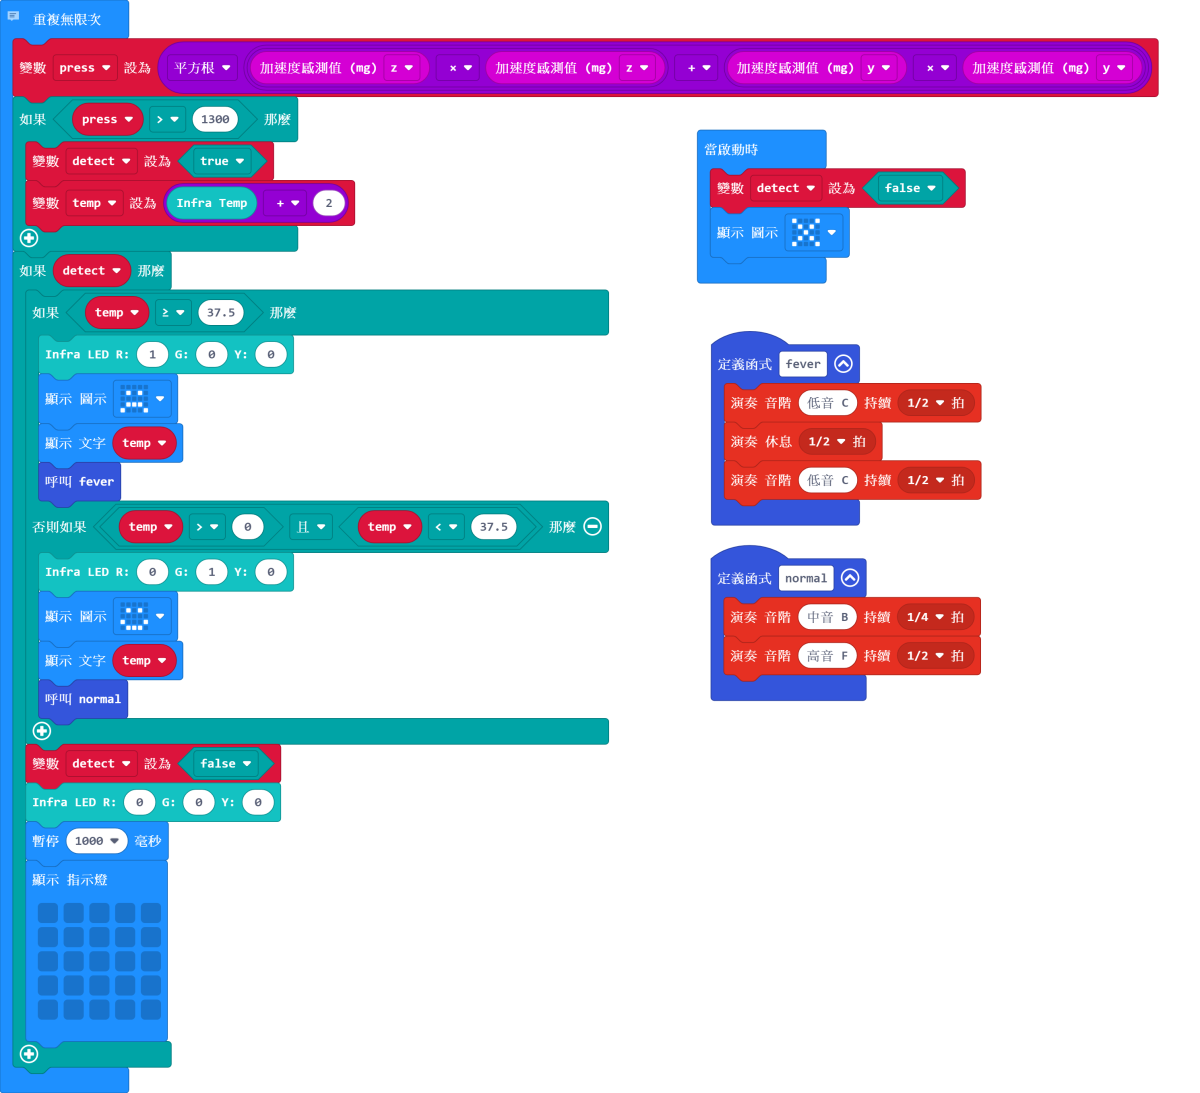 重複無限次
變數 press 設為 平方根 加速度感測值 (mg) z × 加速度感測值 (mg) z + 加速度感測值 (mg) y × 加速度感測值 (mg) y
如果 press > 1300 那麼
變數 detect 設為 true
變數 temp 設為 Infra Temp + 2
如果 detect 那麼
如果 temp ≥ 37.5 那麼
Infra LED R: 1 G: 0 Y: 0
顯示 圖示
顯示 文字 temp
呼叫 fever
否則如果 temp > 0 且 temp < 37.5 那麼
Infra LED R: 0 G: 1 Y: 0
顯示 圖示
顯示 文字 temp
呼叫 normal
變數 detect 設為 false
Infra LED R: 0 G: 0 Y: 0
暫停 1000 毫秒
顯示 指示燈
當啟動時
變數 detect 設為 false
顯示 圖示
定義函式 fever
演奏 音階 低音 C 持續 1/2 拍
演奏 休息 1/2 拍
演奏 音階 低音 C 持續 1/2 拍
定義函式 normal
演奏 音階 中音 B 持續 1/4 拍
演奏 音階 高音 F 持續 1/2 拍